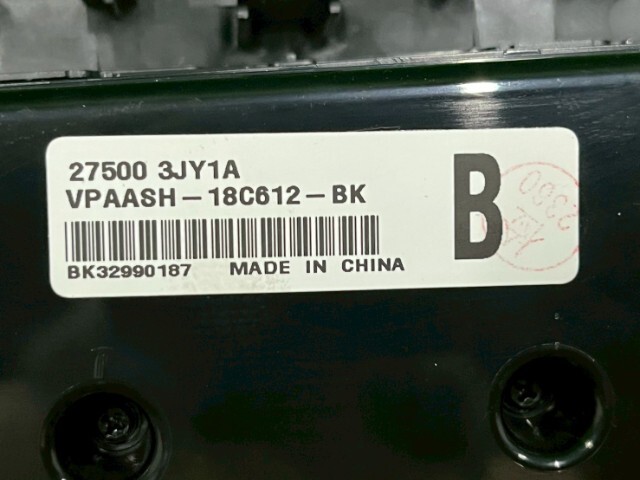 27500 3JY1A
VPAASH-18C612-BK
BK32990187 MADE IN CHINA
B